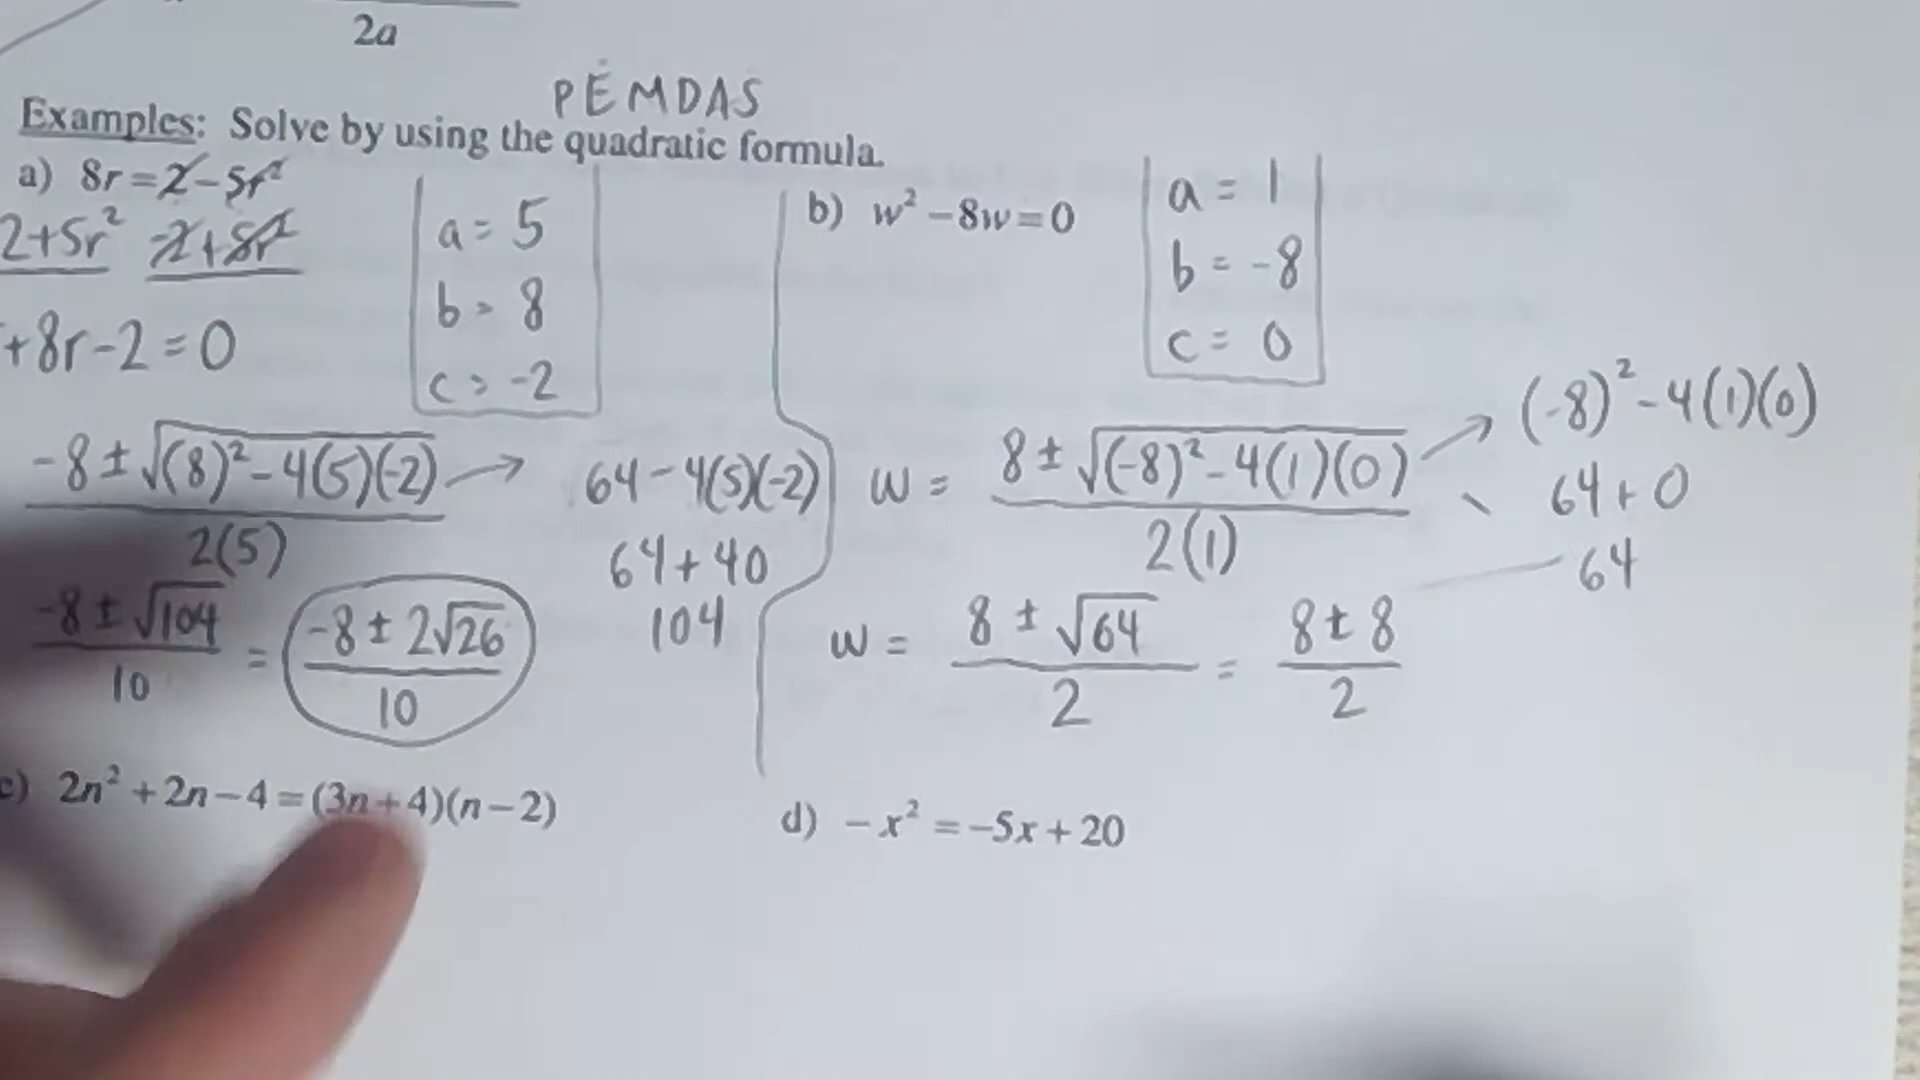 2a
PEMDAS
Examples: Solve by using the quadratic formula.
a) 8r = 2 - 5r²
2+5r² -2+5r²
+8r-2=0
a = 5
b = 8
c = -2
-8 ± √(8)² - 4(5)(-2)
2(5)
64 - 4(5)(-2)
64 + 40
104
-8 ± √104
10
=
-8 ± 2√26
10
b) w² - 8w = 0
a = 1
b = -8
c = 0
w = 8 ± √(-8)² - 4(1)(0)
2(1)
(-8)² - 4(1)(0)
64 + 0
64
w = 8 ± √64 = 8 ± 8
2 2
c) 2n² + 2n - 4 = (3n + 4)(n - 2)
d) -x² = -5x + 20